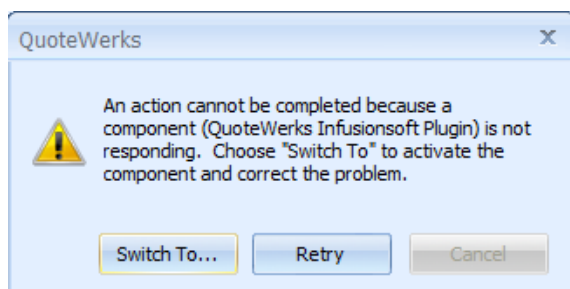 QuoteWerks
An action cannot be completed because a
component (QuoteWerks Infusionsoft Plugin) is not
responding. Choose "Switch To" to activate the
component and correct the problem.
Switch To... Retry Cancel